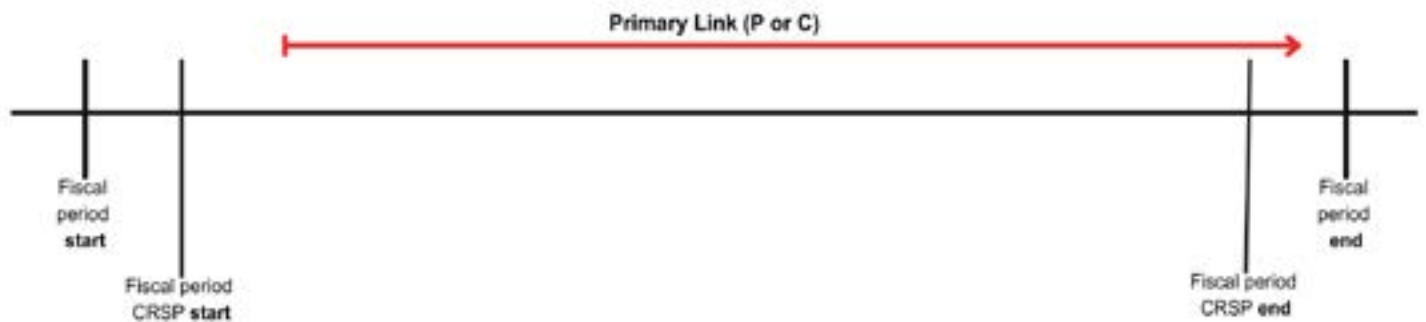 Primary Link (P or C)
Fiscal
period
start
Fiscal period
CRSP start
Fiscal period
CRSP end
Fiscal
period
end